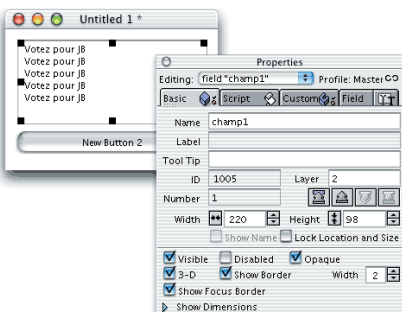 Untitled 1 *
Votez pour JB
Votez pour JB
Votez pour JB
Votez pour JB
Votez pour JB
New Button 2
Properties
Editing: field "champ1" Profile: Master
Basic Script Custom Field
Name champ1
Label
Tool Tip
ID 1005 Layer 2
Number 1
Width 220 Height 98
Show Name Lock Location and Size
Visible Disabled Opaque
3-D Show Border Width 2
Show Focus Border
Show Dimensions